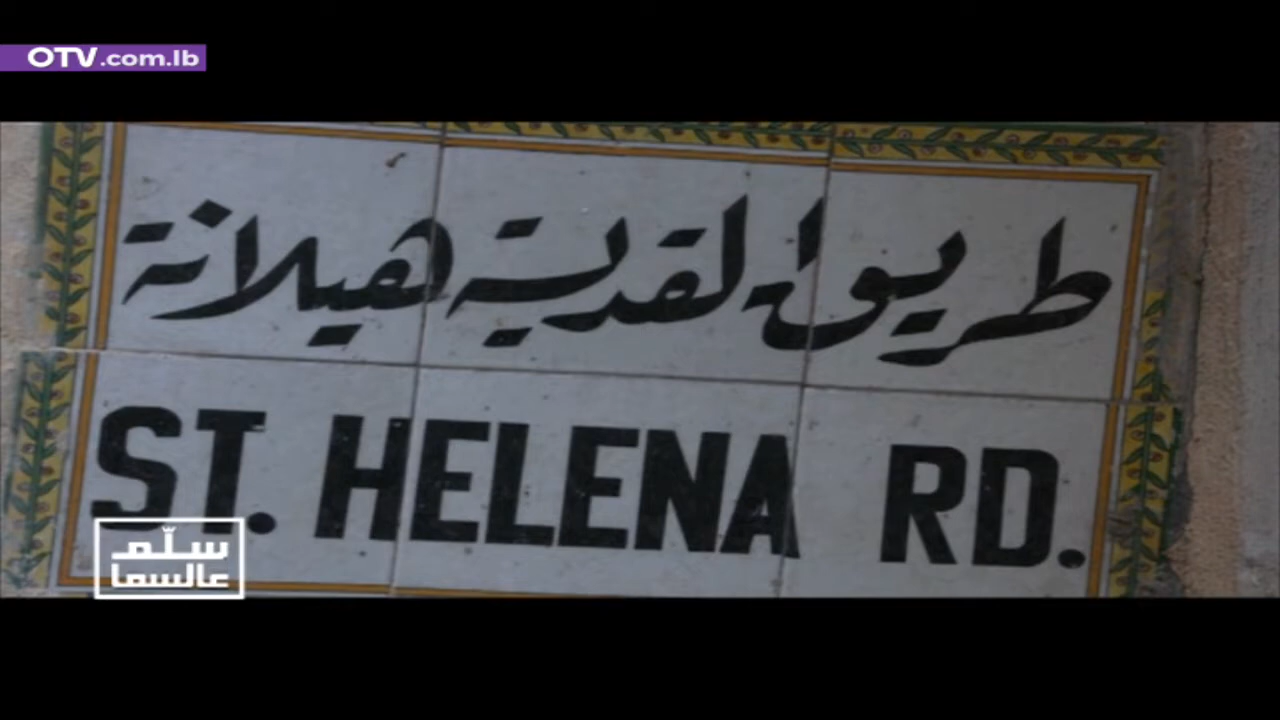 OTV.com.lb
طريق القديسة هيلانة
ST. HELENA RD.
سلّم
عالسما